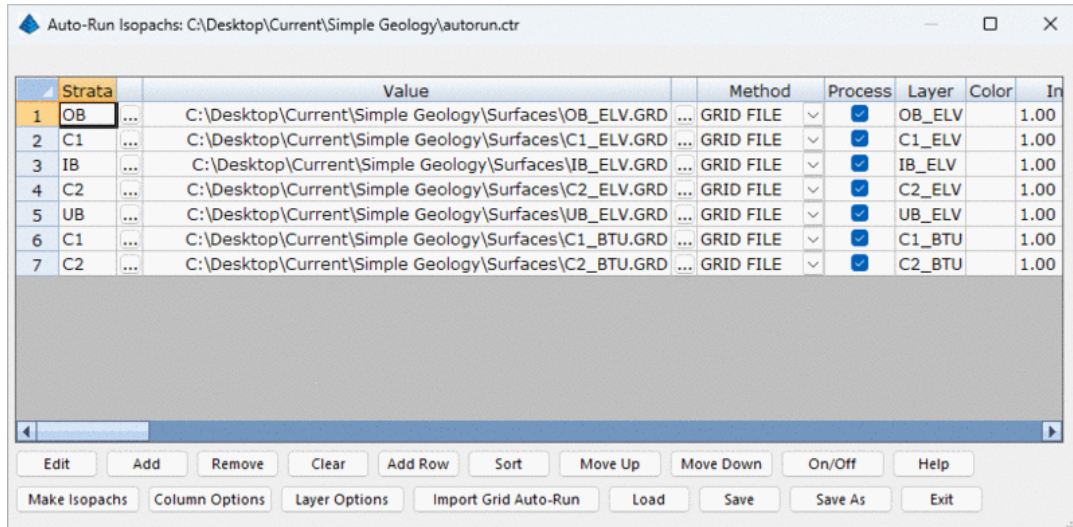 Auto-Run Isopachs: C:\Desktop\Current\Simple Geology\autorun.ctr
Strata Value Method Process Layer Color In
1 OB ... C:\Desktop\Current\Simple Geology\Surfaces\OB_ELV.GRD ... GRID FILE OB_ELV 1.00
2 C1 ... C:\Desktop\Current\Simple Geology\Surfaces\C1_ELV.GRD ... GRID FILE C1_ELV 1.00
3 IB ... C:\Desktop\Current\Simple Geology\Surfaces\IB_ELV.GRD ... GRID FILE IB_ELV 1.00
4 C2 ... C:\Desktop\Current\Simple Geology\Surfaces\C2_ELV.GRD ... GRID FILE C2_ELV 1.00
5 UB ... C:\Desktop\Current\Simple Geology\Surfaces\UB_ELV.GRD ... GRID FILE UB_ELV 1.00
6 C1 ... C:\Desktop\Current\Simple Geology\Surfaces\C1_BTU.GRD ... GRID FILE C1_BTU 1.00
7 C2 ... C:\Desktop\Current\Simple Geology\Surfaces\C2_BTU.GRD ... GRID FILE C2_BTU 1.00
Edit Add Remove Clear Add Row Sort Move Up Move Down On/Off Help
Make Isopachs Column Options Layer Options Import Grid Auto-Run Load Save Save As Exit